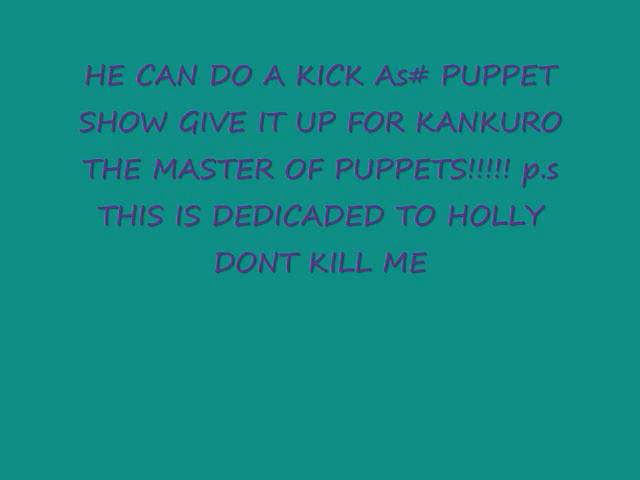 HE CAN DO A KICK As# PUPPET
SHOW GIVE IT UP FOR KANKURO
THE MASTER OF PUPPETS!!!!! p.s
THIS IS DEDICADED TO HOLLY
DONT KILL ME